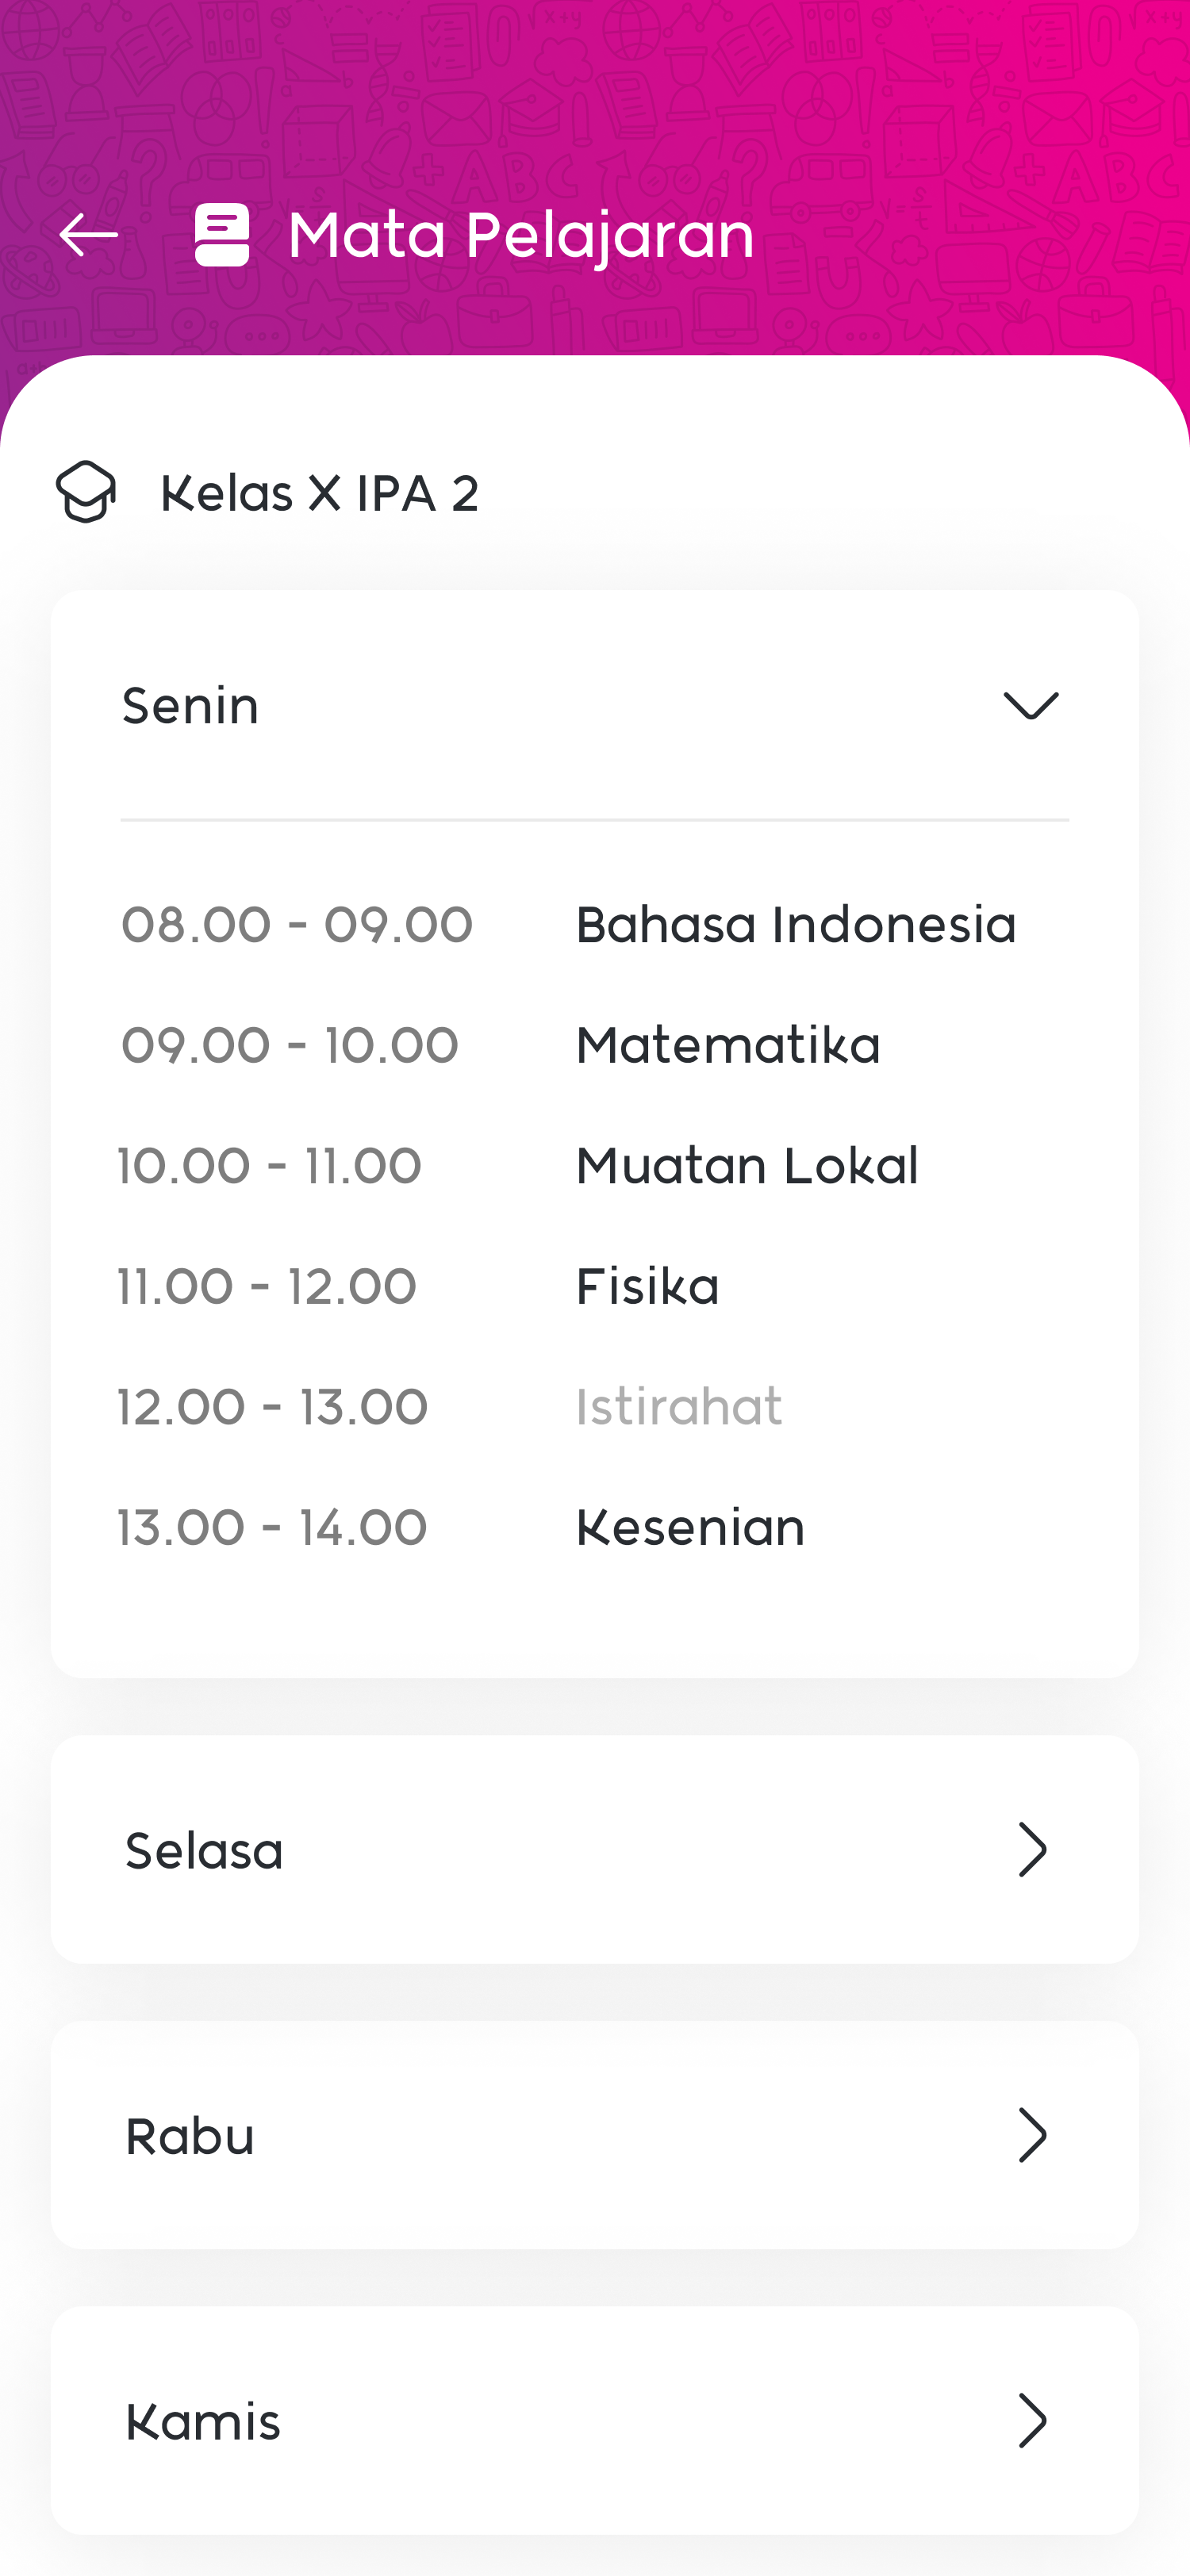 Mata Pelajaran
Kelas X IPA 2
Senin
08.00 - 09.00 Bahasa Indonesia
09.00 - 10.00 Matematika
10.00 - 11.00 Muatan Lokal
11.00 - 12.00 Fisika
12.00 - 13.00 Istirahat
13.00 - 14.00 Kesenian
Selasa
Rabu
Kamis